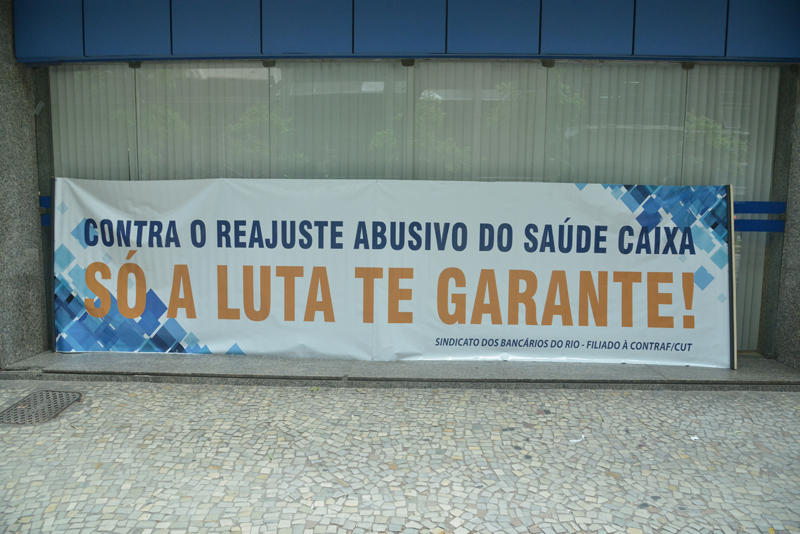 CONTRA O REAJUSTE ABUSIVO DO SAÚDE CAIXA
SÓ A LUTA TE GARANTE!
SINDICATO DOS BANCÁRIOS DO RIO - FILIADO À CONTRAF/CUT